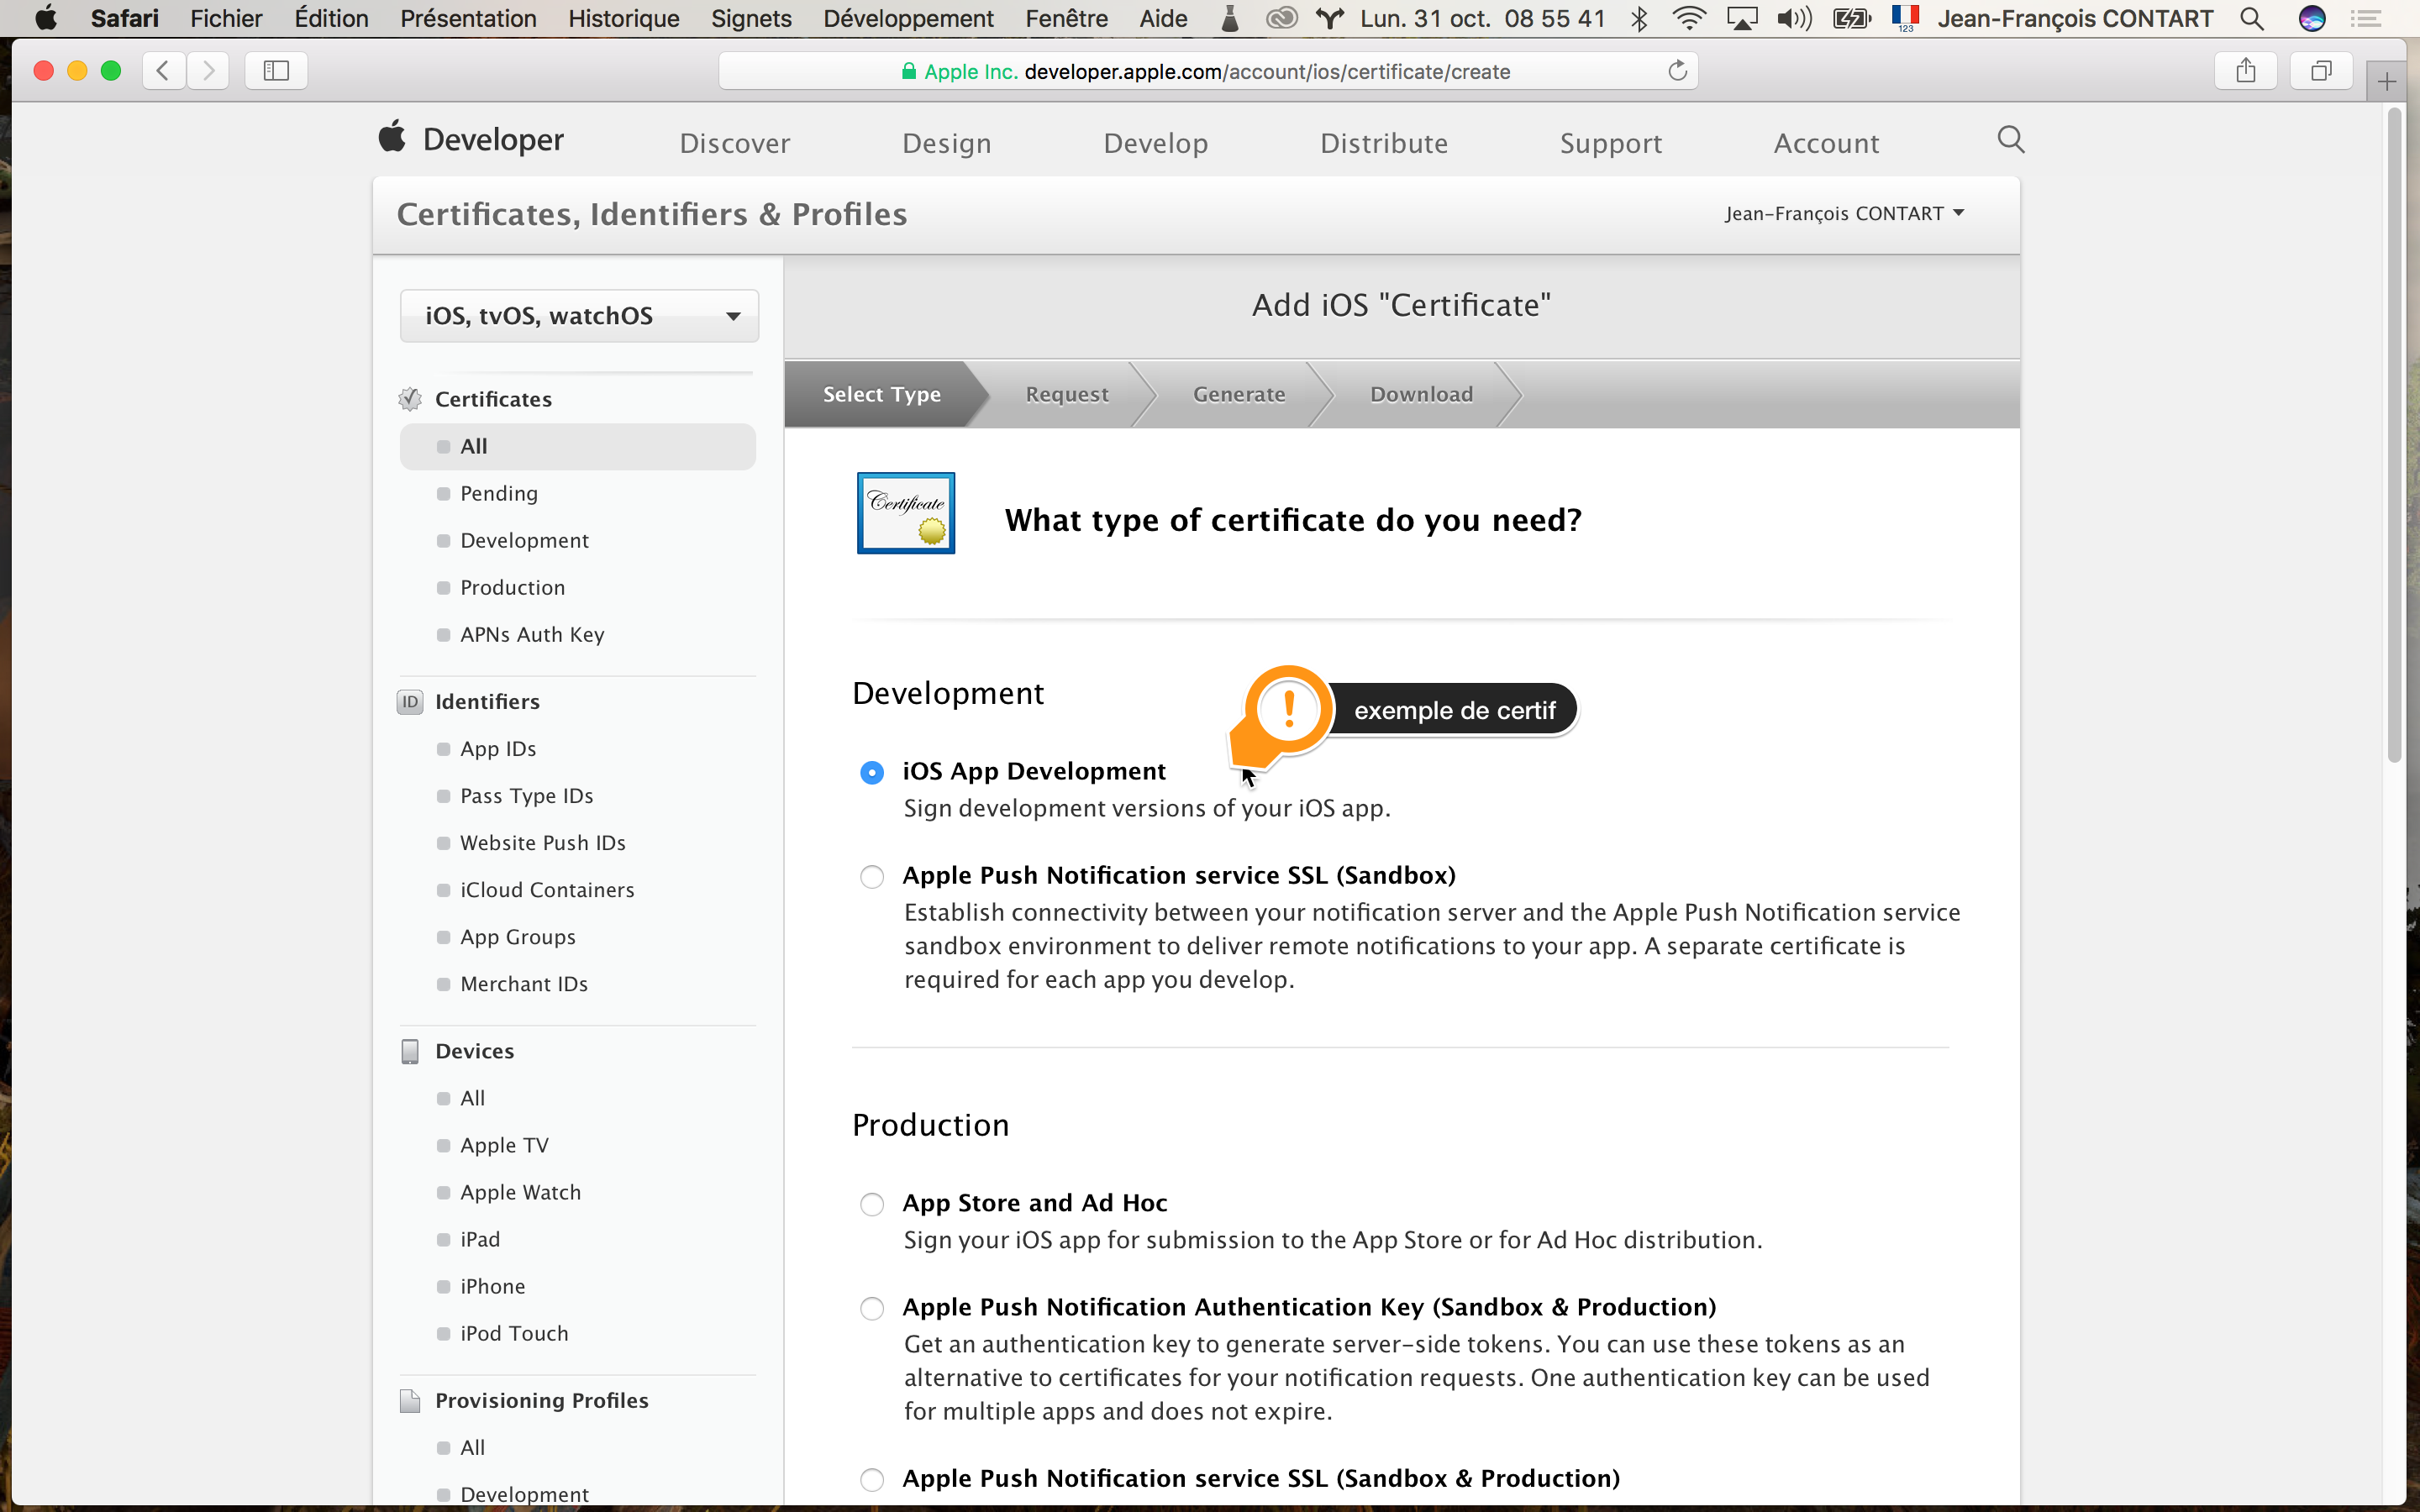 Safari Fichier Édition Présentation Historique Signets Développement Fenêtre Aide Lun. 31 oct. 08 55 41 123 Jean-François CONTART
Apple Inc. developer.apple.com/account/ios/certificate/create
Developer Discover Design Develop Distribute Support Account
Certificates, Identifiers & Profiles
Jean-François CONTART
iOS, tvOS, watchOS
Certificates
All
Pending
Development
Production
APNs Auth Key
ID Identifiers
App IDs
Pass Type IDs
Website Push IDs
iCloud Containers
App Groups
Merchant IDs
Devices
All
Apple TV
Apple Watch
iPad
iPhone
iPod Touch
Provisioning Profiles
All
Development
Add iOS "Certificate"
Select Type Request Generate Download
Certificate
What type of certificate do you need?
Development
! exemple de certif
iOS App Development
Sign development versions of your iOS app.
Apple Push Notification service SSL (Sandbox)
Establish connectivity between your notification server and the Apple Push Notification service
sandbox environment to deliver remote notifications to your app. A separate certificate is
required for each app you develop.
Production
App Store and Ad Hoc
Sign your iOS app for submission to the App Store or for Ad Hoc distribution.
Apple Push Notification Authentication Key (Sandbox & Production)
Get an authentication key to generate server-side tokens. You can use these tokens as an
alternative to certificates for your notification requests. One authentication key can be used
for multiple apps and does not expire.
Apple Push Notification service SSL (Sandbox & Production)